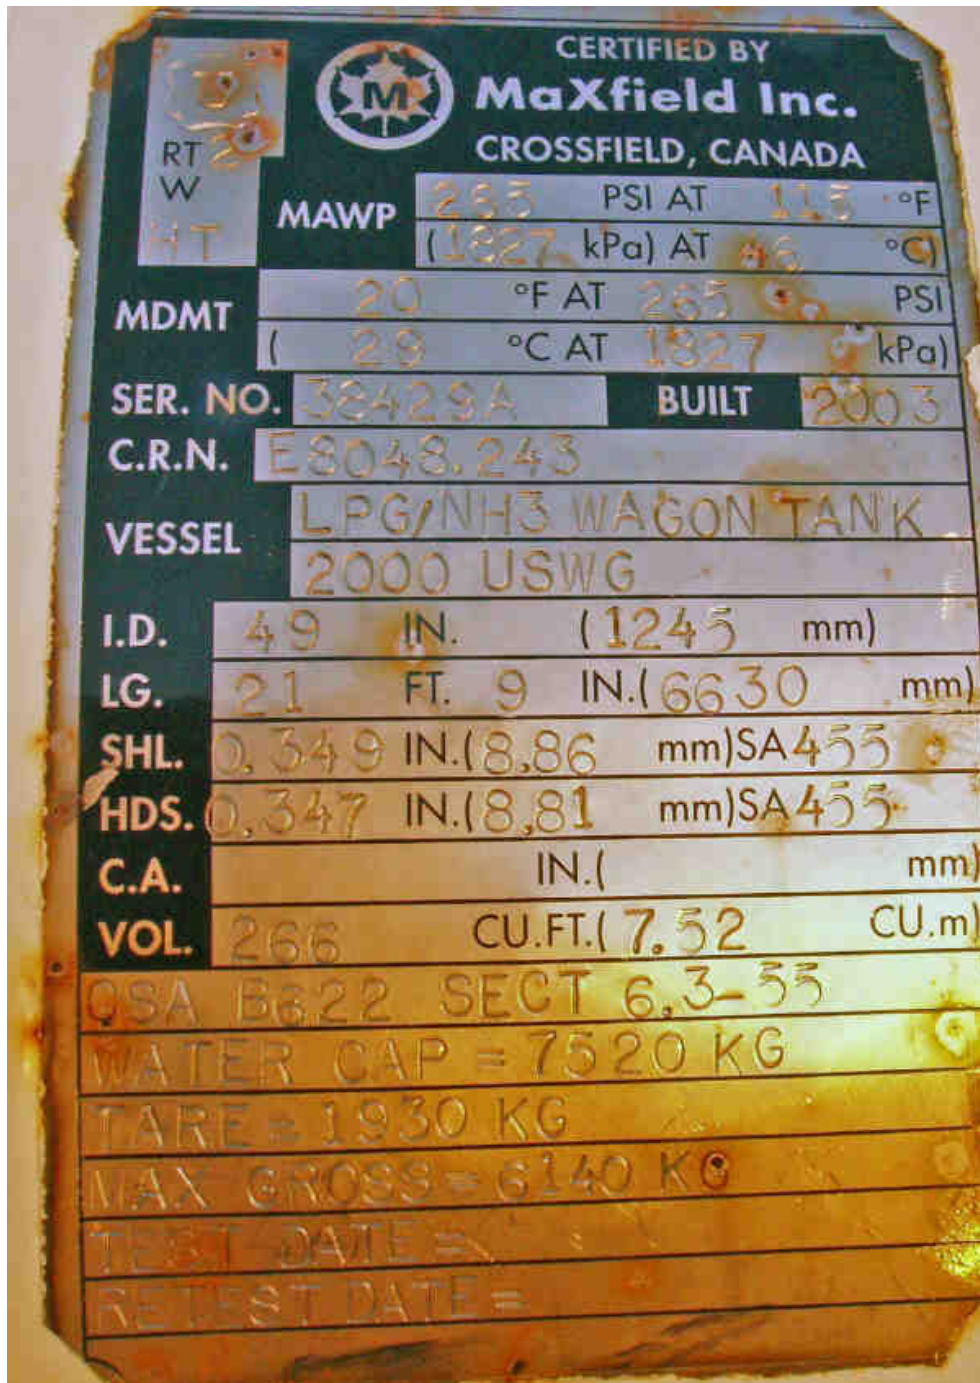 CERTIFIED BY
M
MaXfield Inc.
CROSSFIELD, CANADA
RT
W
HT
MAWP 265 PSI AT 115 °F
(1827 kPa) AT 46 °C)
MDMT 20 °F AT 265 PSI
( 29 °C AT 1827 kPa)
SER. NO. 38429A BUILT 2003
C.R.N. E8048.243
VESSEL LPG/NH3 WAGON TANK
2000 USWG
I.D. 49 IN. (1245 mm)
LG. 21 FT. 9 IN.(6630 mm)
SHL. 0.349 IN.(8.86 mm)SA455
HDS. 0.347 IN.(8.81 mm)SA455
C.A. IN.( mm)
VOL. 266 CU.FT.(7.52 CU.m)
CSA B622 SECT 6.3-55
WATER CAP = 7520 KG
TARE = 1930 KG
MAX GROSS = 6140 KG
TEST DATE =
RETEST DATE =